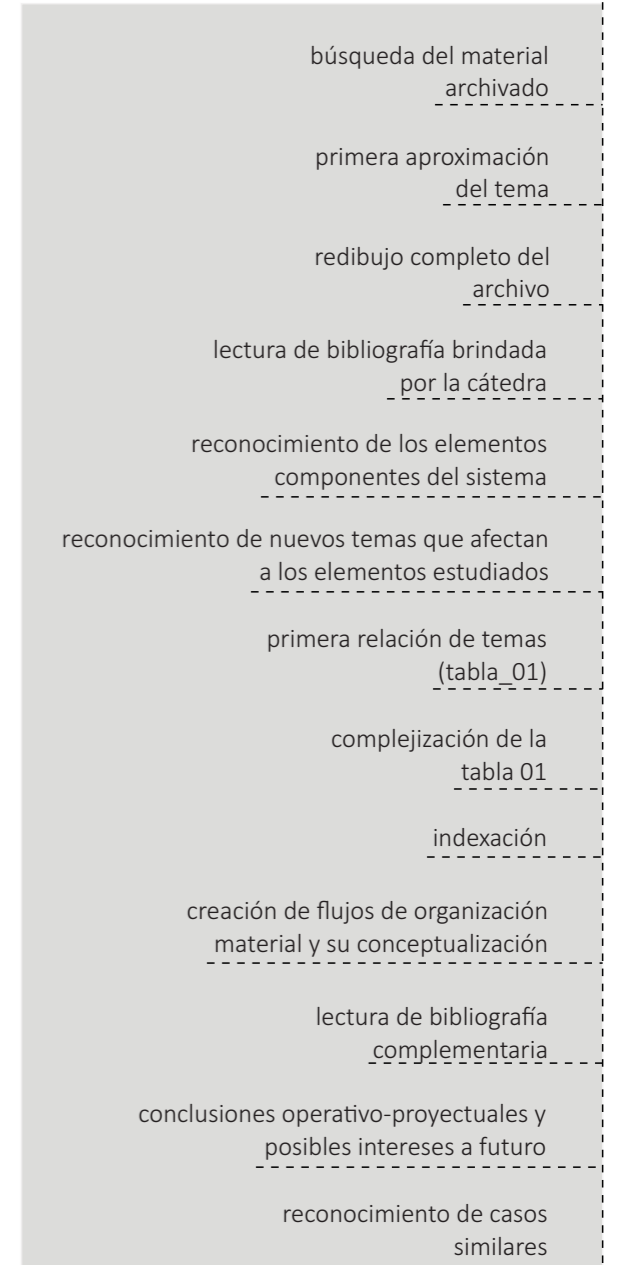 búsqueda del material
archivado
primera aproximación
del tema
redibujo completo del
archivo
lectura de bibliografía brindada
por la cátedra
reconocimiento de los elementos
componentes del sistema
reconocimiento de nuevos temas que afectan
a los elementos estudiados
primera relación de temas
(tabla_01)
complejización de la
tabla 01
indexación
creación de flujos de organización
material y su conceptualización
lectura de bibliografía
complementaria
conclusiones operativo-proyectuales y
posibles intereses a futuro
reconocimiento de casos
similares